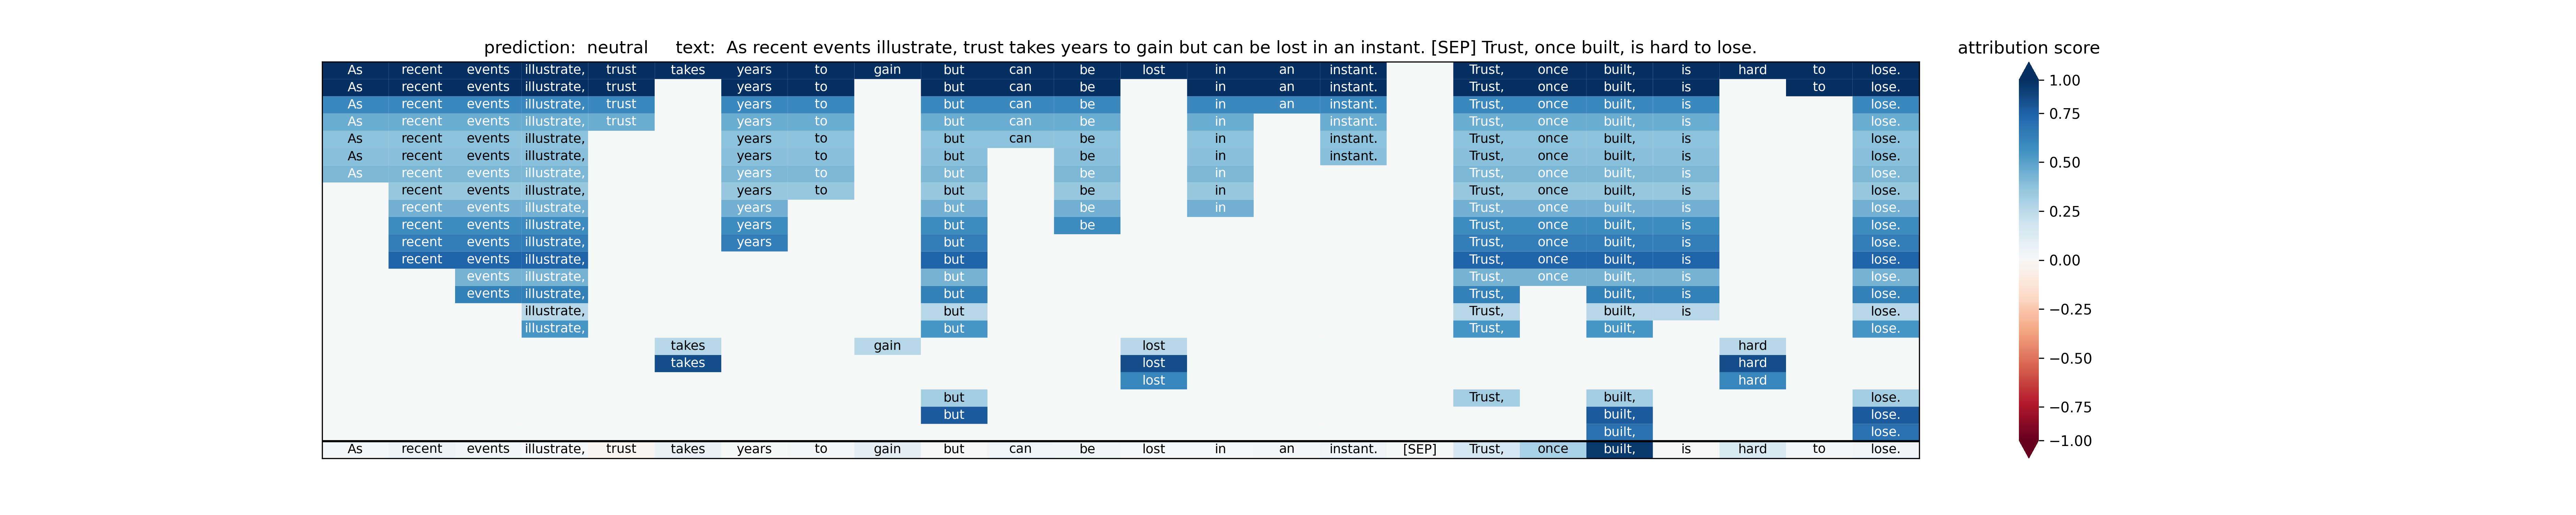 prediction: neutral text: As recent events illustrate, trust takes years to gain but can be lost in an instant. [SEP] Trust, once built, is hard to lose.
attribution score
As recent events illustrate, trust takes years to gain but can be lost in an instant. Trust, once built, is hard to lose.
As recent events illustrate, trust years to but can be in an instant. Trust, once built, is to lose.
As recent events illustrate, trust years to but can be in an instant. Trust, once built, is lose.
As recent events illustrate, trust years to but can be in instant. Trust, once built, is lose.
As recent events illustrate, years to but can be in instant. Trust, once built, is lose.
As recent events illustrate, years to but be in instant. Trust, once built, is lose.
As recent events illustrate, years to but be in Trust, once built, is lose.
recent events illustrate, years to but be in Trust, once built, is lose.
recent events illustrate, years but be in Trust, once built, is lose.
recent events illustrate, years but be Trust, once built, is lose.
recent events illustrate, years but Trust, once built, is lose.
recent events illustrate, but Trust, once built, is lose.
events illustrate, but Trust, once built, is lose.
events illustrate, but Trust, built, is lose.
illustrate, but Trust, built, is lose.
illustrate, but Trust, built, lose.
takes gain lost hard
takes lost hard
lost hard
but Trust, built, lose.
but built, lose.
built, lose.
As recent events illustrate, trust takes years to gain but can be lost in an instant. [SEP] Trust, once built, is hard to lose.
1.00
0.75
0.50
0.25
0.00
−0.25
−0.50
−0.75
−1.00